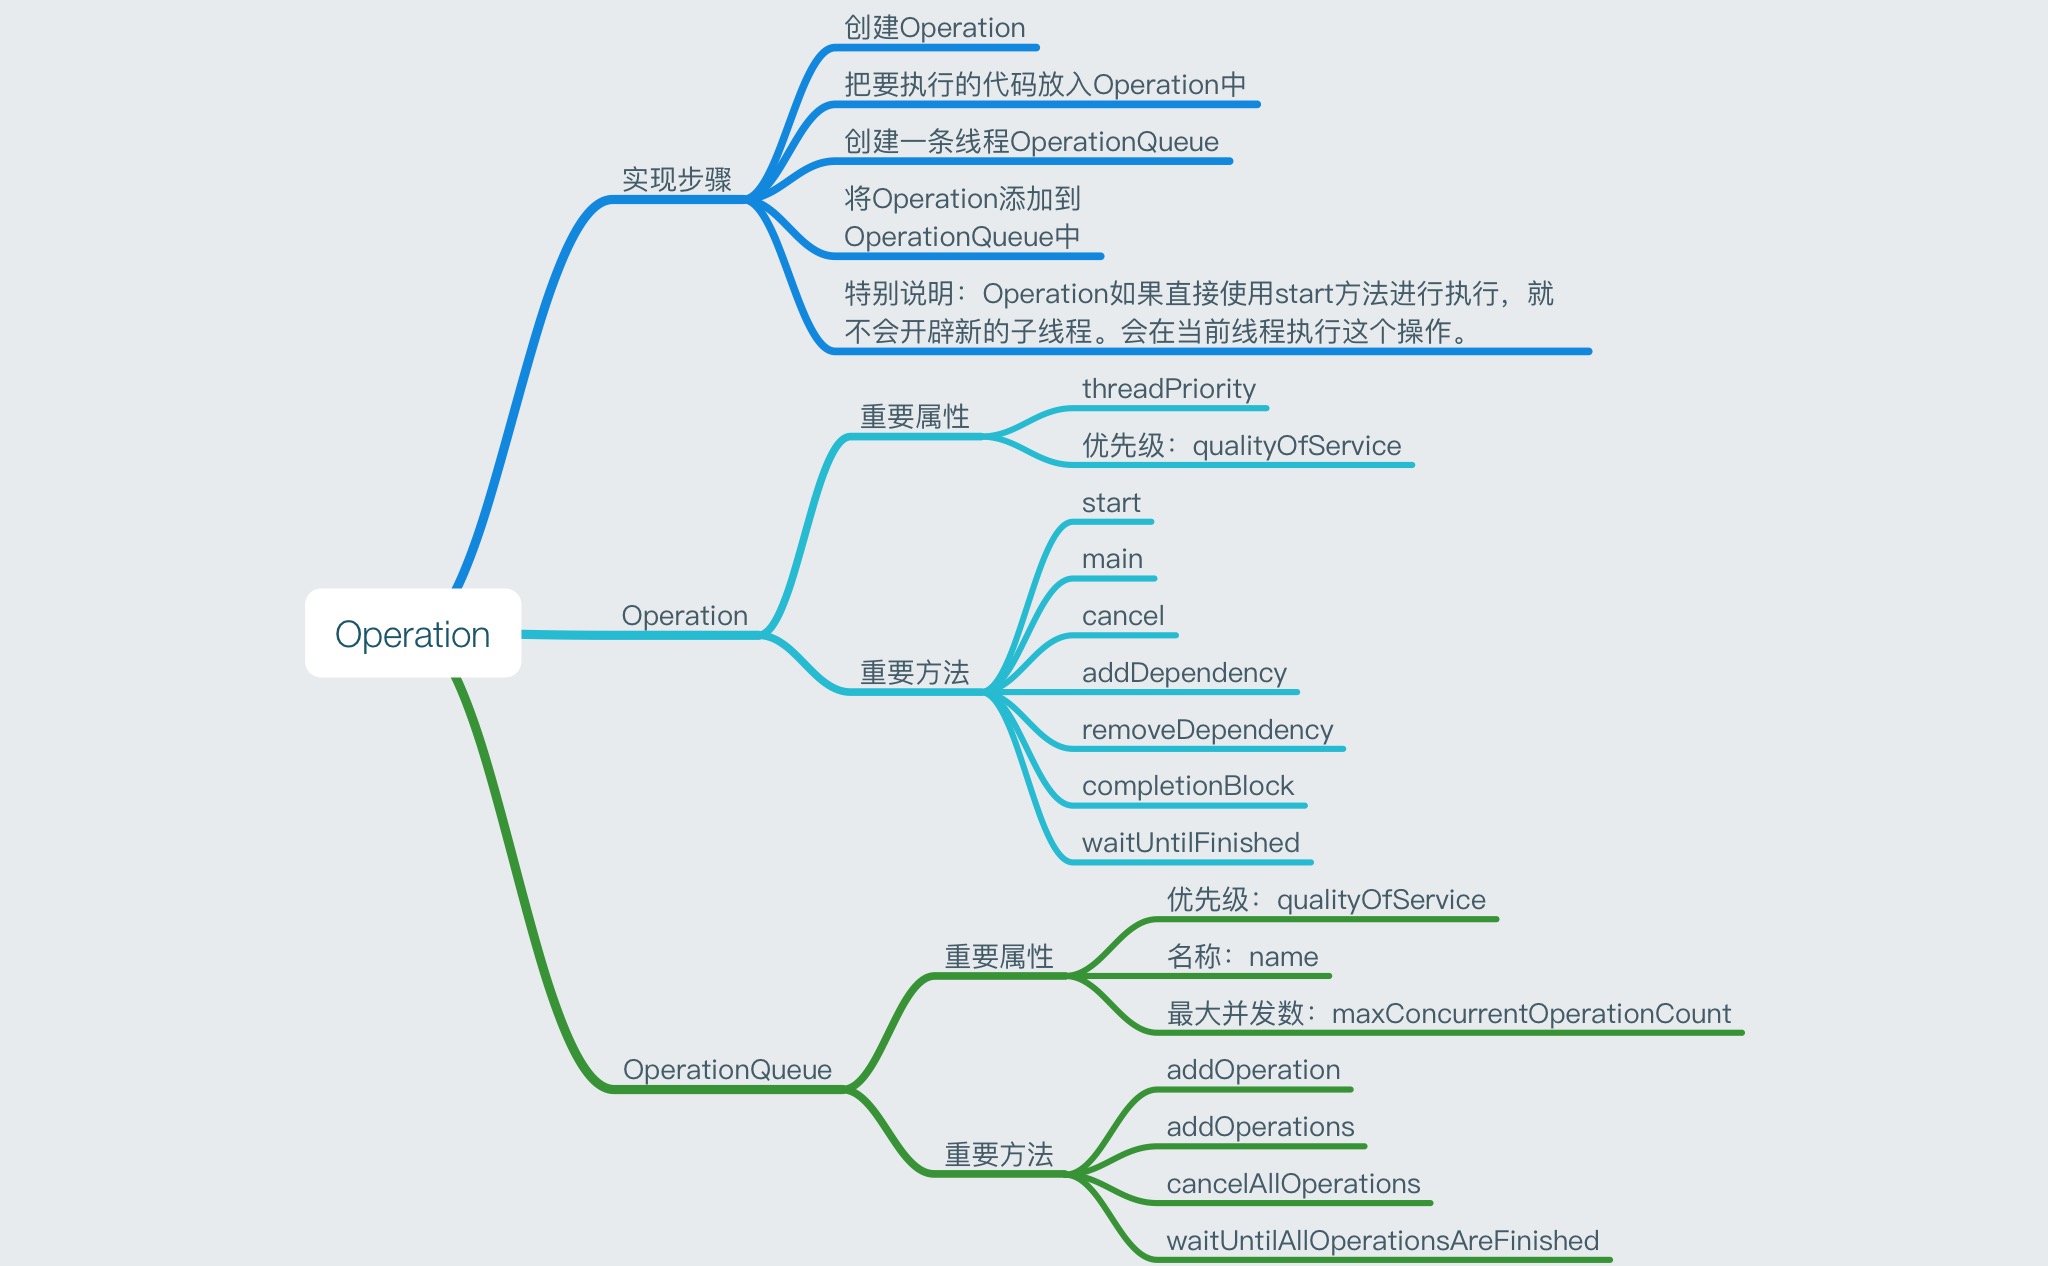 创建Operation
把要执行的代码放入Operation中
创建一条线程OperationQueue
实现步骤
将Operation添加到
OperationQueue中
特别说明：Operation如果直接使用start方法进行执行，就
不会开辟新的子线程。会在当前线程执行这个操作。
threadPriority
重要属性
优先级：qualityOfService
start
main
cancel
Operation
Operation
addDependency
重要方法
removeDependency
completionBlock
waitUntilFinished
优先级：qualityOfService
重要属性
名称：name
最大并发数：maxConcurrentOperationCount
OperationQueue
addOperation
addOperations
重要方法
cancelAllOperations
waitUntilAllOperationsAreFinished